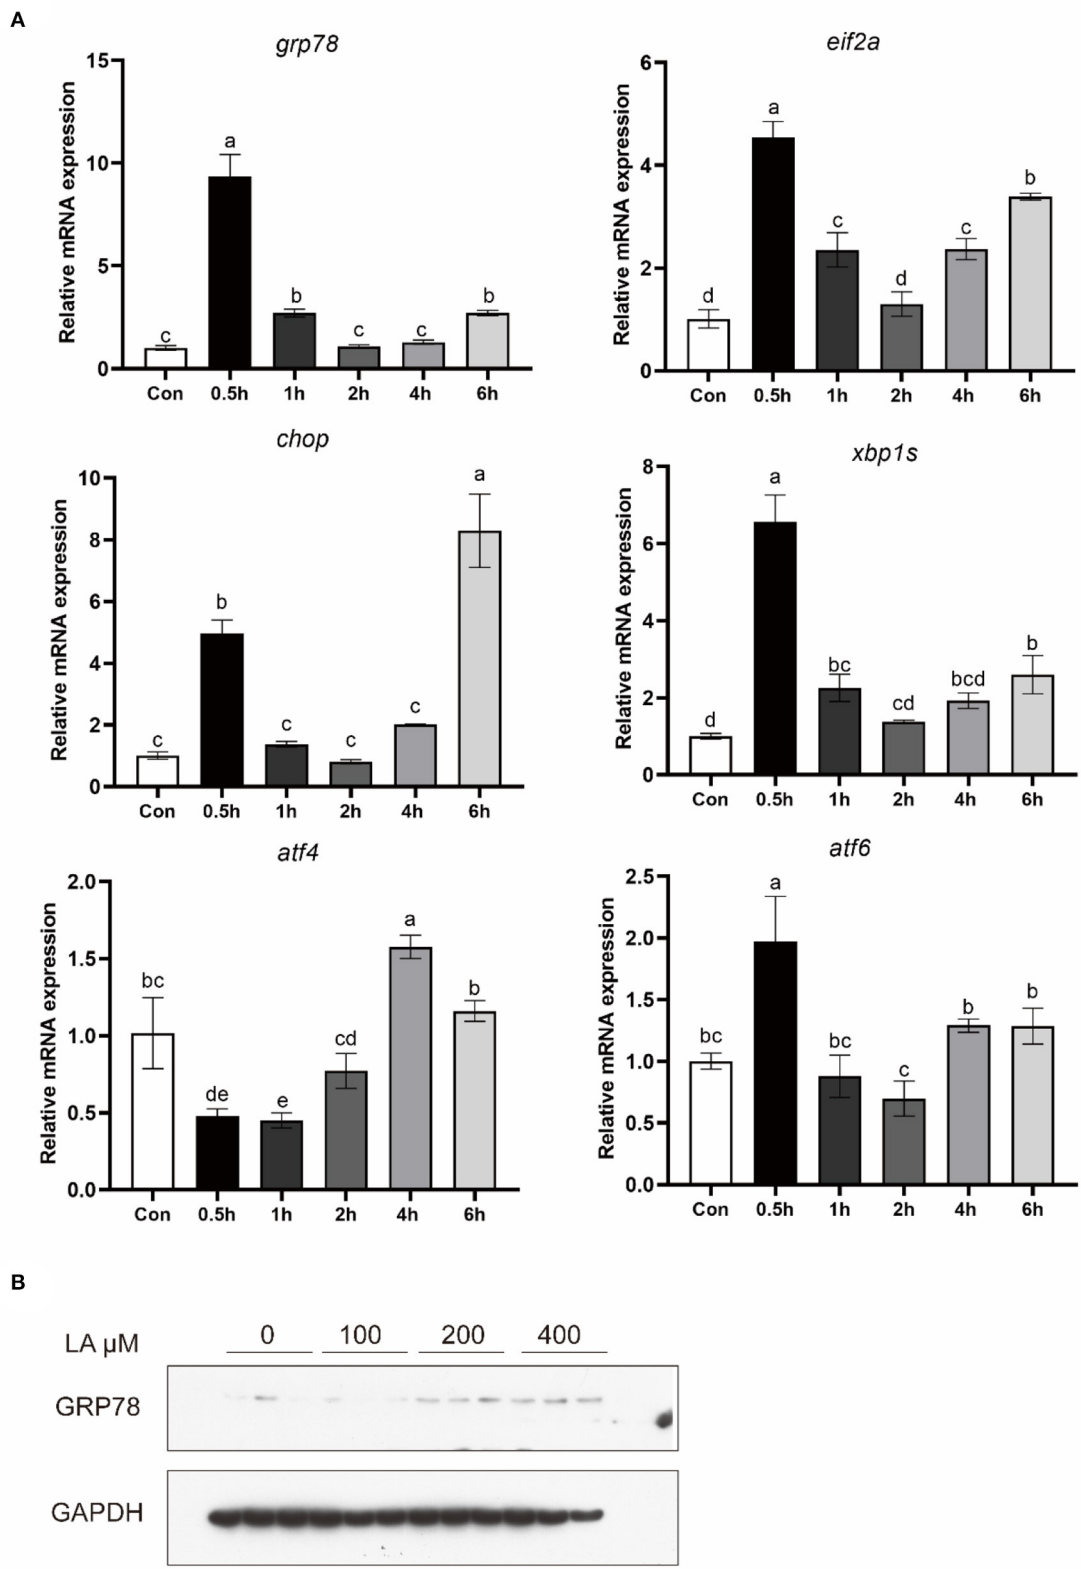 A
grp78
Relative mRNA expression
15
10
5
0
c
a
b
c
c
b
Con 0.5h 1h 2h 4h 6h
eif2a
Relative mRNA expression
6
4
2
0
d
a
c
d
c
b
Con 0.5h 1h 2h 4h 6h
chop
Relative mRNA expression
10
8
6
4
2
0
c
b
c
c
c
a
Con 0.5h 1h 2h 4h 6h
xbp1s
Relative mRNA expression
8
6
4
2
0
d
a
bc
cd
bcd
b
Con 0.5h 1h 2h 4h 6h
atf4
Relative mRNA expression
2.0
1.5
1.0
0.5
0.0
bc
de
e
cd
a
b
Con 0.5h 1h 2h 4h 6h
atf6
Relative mRNA expression
2.5
2.0
1.5
1.0
0.5
0.0
bc
a
bc
c
b
b
Con 0.5h 1h 2h 4h 6h
B
LA μM 0 100 200 400
GRP78
GAPDH